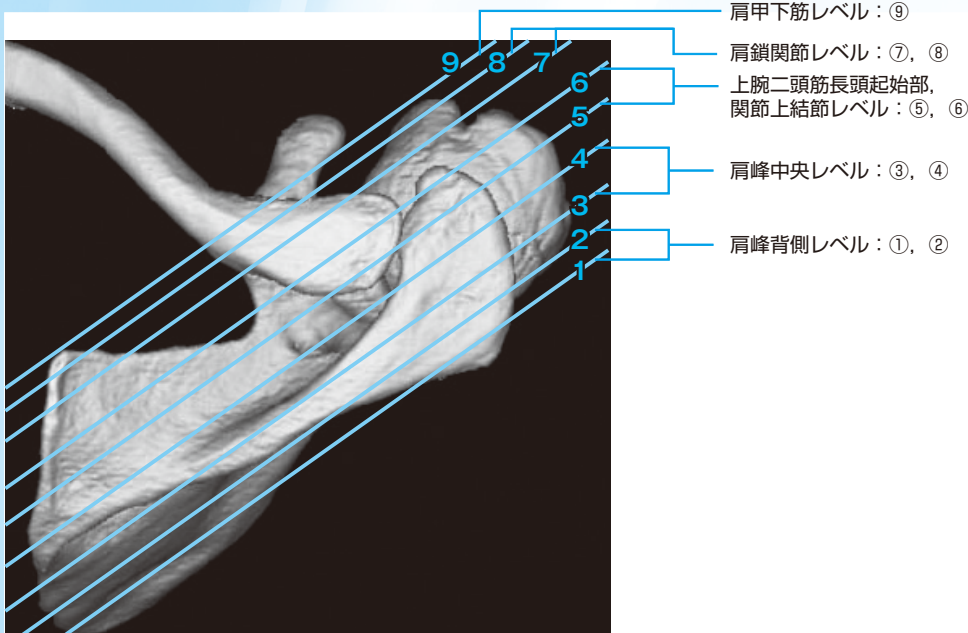 肩甲下筋レベル：⑨
肩鎖関節レベル：⑦，⑧
上腕二頭筋長頭起始部，
関節上結節レベル：⑤，⑥
肩峰中央レベル：③，④
肩峰背側レベル：①，②
9
8
7
6
5
4
3
2
1